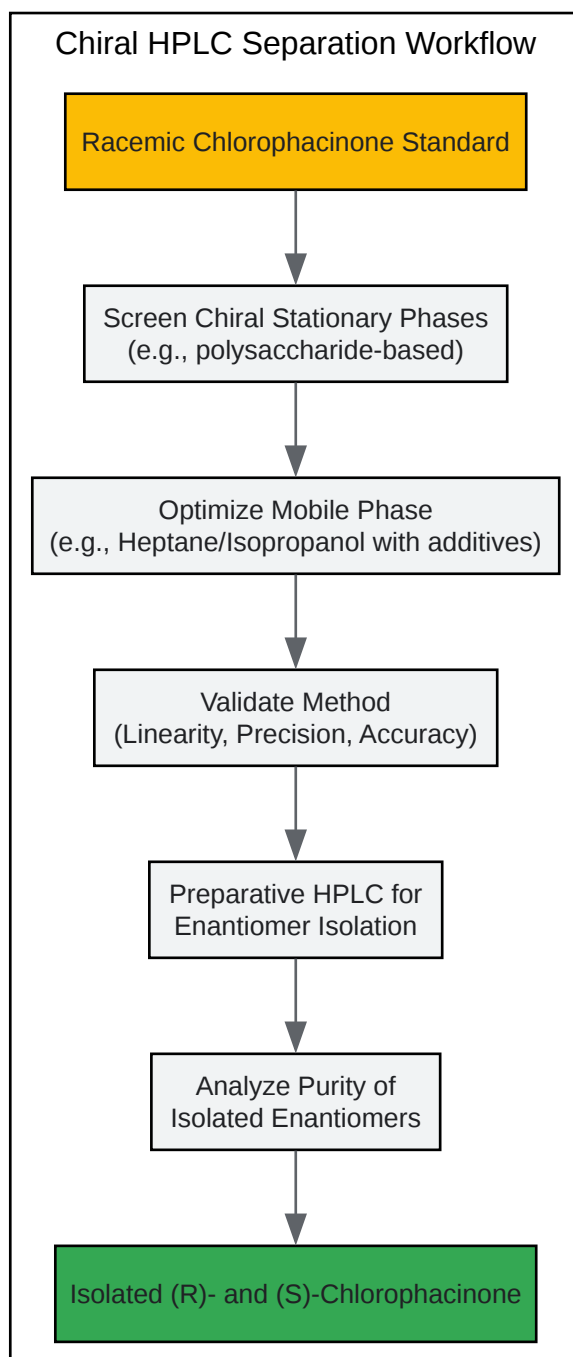 Chiral HPLC Separation Workflow
Racemic Chlorophacinone Standard
Screen Chiral Stationary Phases
(e.g., polysaccharide-based)
Optimize Mobile Phase
(e.g., Heptane/Isopropanol with additives)
Validate Method
(Linearity, Precision, Accuracy)
Preparative HPLC for
Enantiomer Isolation
Analyze Purity of
Isolated Enantiomers
Isolated (R)- and (S)-Chlorophacinone